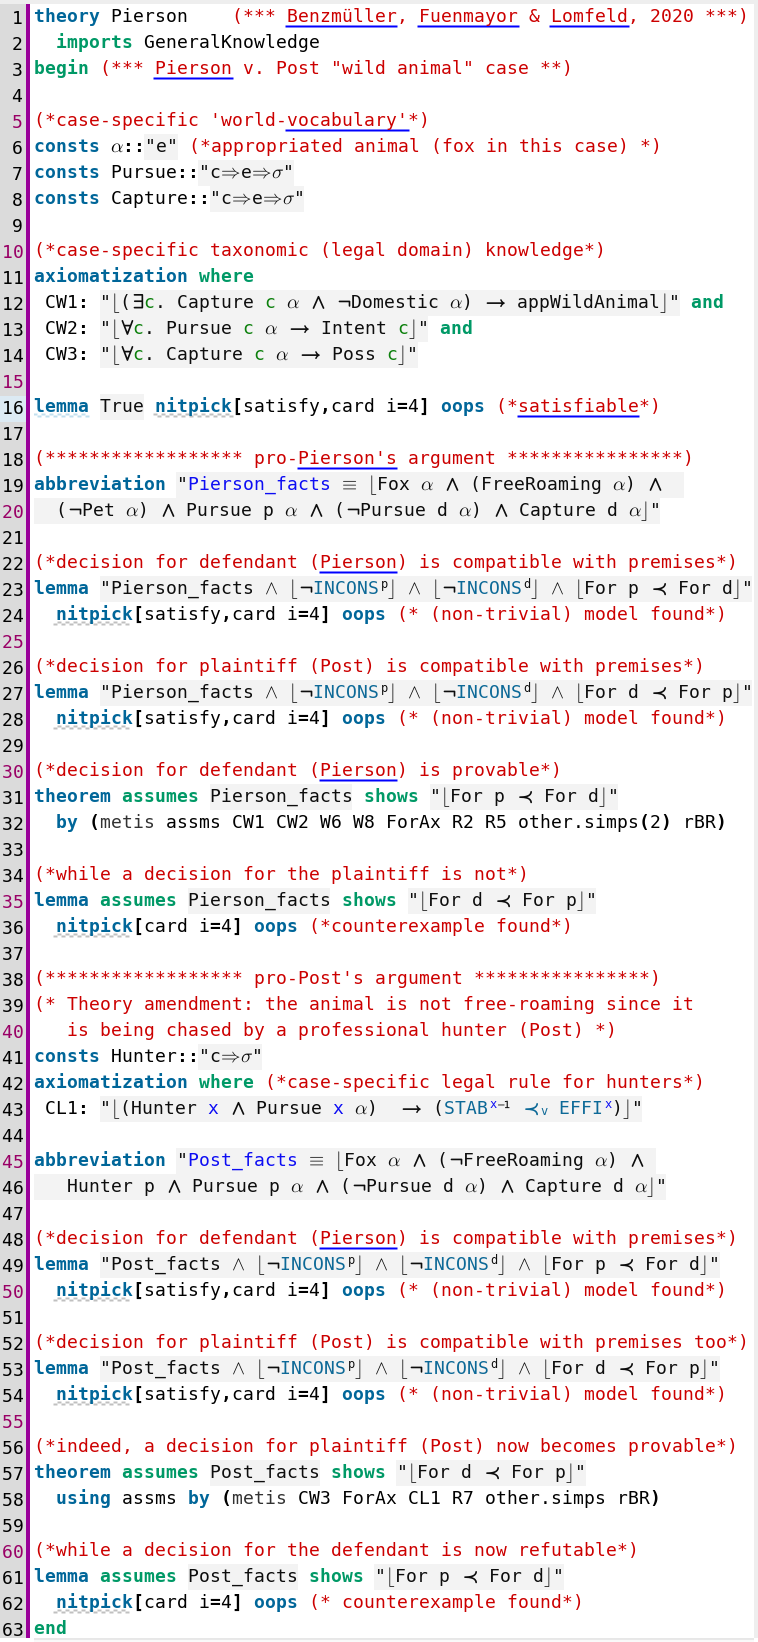 1 theory Pierson    (*** Benzmüller, Fuenmayor & Lomfeld, 2020 ***)
2   imports GeneralKnowledge
3 begin (*** Pierson v. Post "wild animal" case **)
4
5 (*case-specific 'world-vocabulary'*)
6 consts α::"e" (*appropriated animal (fox in this case) *)
7 consts Pursue::"c⇒e⇒σ"
8 consts Capture::"c⇒e⇒σ"
9
10 (*case-specific taxonomic (legal domain) knowledge*)
11 axiomatization where
12  CW1: "⌊(∃c. Capture c α ∧ ¬Domestic α) ⟶ appWildAnimal⌋" and
13  CW2: "⌊∀c. Pursue c α ⟶ Intent c⌋" and
14  CW3: "⌊∀c. Capture c α ⟶ Poss c⌋"
15
16 lemma True nitpick[satisfy,card i=4] oops (*satisfiable*)
17
18 (****************** pro-Pierson's argument ****************)
19 abbreviation "Pierson_facts ≡ ⌊Fox α ∧ (FreeRoaming α) ∧
20   (¬Pet α) ∧ Pursue p α ∧ (¬Pursue d α) ∧ Capture d α⌋"
21
22 (*decision for defendant (Pierson) is compatible with premises*)
23 lemma "Pierson_facts ∧ ⌊¬INCONSᵖ⌋ ∧ ⌊¬INCONSᵈ⌋ ∧ ⌊For p ≺ For d⌋"
24   nitpick[satisfy,card i=4] oops (* (non-trivial) model found*)
25
26 (*decision for plaintiff (Post) is compatible with premises*)
27 lemma "Pierson_facts ∧ ⌊¬INCONSᵖ⌋ ∧ ⌊¬INCONSᵈ⌋ ∧ ⌊For d ≺ For p⌋"
28   nitpick[satisfy,card i=4] oops (* (non-trivial) model found*)
29
30 (*decision for defendant (Pierson) is provable*)
31 theorem assumes Pierson_facts shows "⌊For p ≺ For d⌋"
32   by (metis assms CW1 CW2 W6 W8 ForAx R2 R5 other.simps(2) rBR)
33
34 (*while a decision for the plaintiff is not*)
35 lemma assumes Pierson_facts shows "⌊For d ≺ For p⌋"
36   nitpick[card i=4] oops (*counterexample found*)
37
38 (****************** pro-Post's argument ****************)
39 (* Theory amendment: the animal is not free-roaming since it
40    is being chased by a professional hunter (Post) *)
41 consts Hunter::"c⇒σ"
42 axiomatization where (*case-specific legal rule for hunters*)
43  CL1: "⌊(Hunter x ∧ Pursue x α)  ⟶ (STABˣ⁻¹ ≺ᵥ EFFIˣ)⌋"
44
45 abbreviation "Post_facts ≡ ⌊Fox α ∧ (¬FreeRoaming α) ∧
46    Hunter p ∧ Pursue p α ∧ (¬Pursue d α) ∧ Capture d α⌋"
47
48 (*decision for defendant (Pierson) is compatible with premises*)
49 lemma "Post_facts ∧ ⌊¬INCONSᵖ⌋ ∧ ⌊¬INCONSᵈ⌋ ∧ ⌊For p ≺ For d⌋"
50   nitpick[satisfy,card i=4] oops (* (non-trivial) model found*)
51
52 (*decision for plaintiff (Post) is compatible with premises too*)
53 lemma "Post_facts ∧ ⌊¬INCONSᵖ⌋ ∧ ⌊¬INCONSᵈ⌋ ∧ ⌊For d ≺ For p⌋"
54   nitpick[satisfy,card i=4] oops (* (non-trivial) model found*)
55
56 (*indeed, a decision for plaintiff (Post) now becomes provable*)
57 theorem assumes Post_facts shows "⌊For d ≺ For p⌋"
58   using assms by (metis CW3 ForAx CL1 R7 other.simps rBR)
59
60 (*while a decision for the defendant is now refutable*)
61 lemma assumes Post_facts shows "⌊For p ≺ For d⌋"
62   nitpick[card i=4] oops (* counterexample found*)
63 end